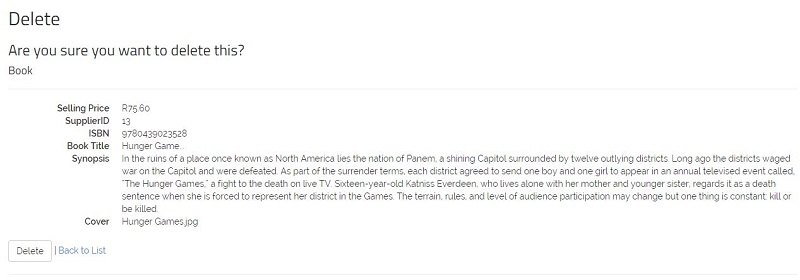 Delete
Are you sure you want to delete this?
Book
Selling Price R75.60
SupplierID 13
ISBN 9780439023528
Book Title Hunger Game...
Synopsis In the ruins of a place once known as North America lies the nation of Panem, a shining Capitol surrounded by twelve outlying districts. Long ago the districts waged
war on the Capitol and were defeated. As part of the surrender terms, each district agreed to send one boy and one girl to appear in an annual televised event called,
"The Hunger Games," a fight to the death on live TV. Sixteen-year-old Katniss Everdeen, who lives alone with her mother and younger sister, regards it as a death
sentence when she is forced to represent her district in the Games. The terrain, rules, and level of audience participation may change but one thing is constant: kill or
be killed.
Cover Hunger Games.jpg
Delete | Back to List